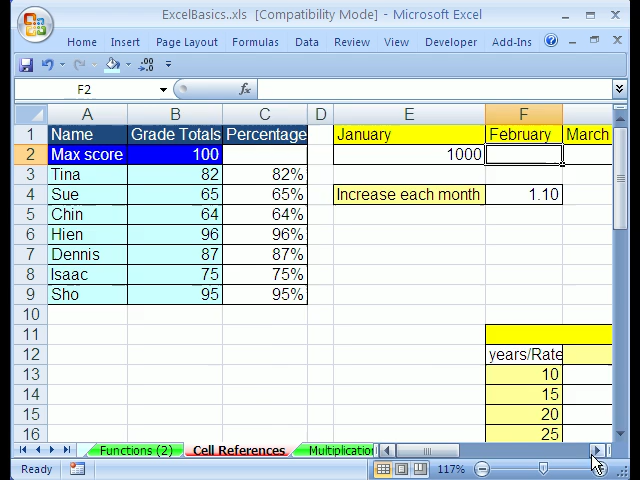 ExcelBasics..xls [Compatibility Mode] - Microsoft Excel
Home Insert Page Layout Formulas Data Review View Developer Add-Ins
F2 fx
A B C D E F
1 Name Grade Totals Percentage January February March
2 Max score 100 1000
3 Tina 82 82%
4 Sue 65 65% Increase each month 1.10
5 Chin 64 64%
6 Hien 96 96%
7 Dennis 87 87%
8 Isaac 75 75%
9 Sho 95 95%
10
11
12 years/Rate
13 10
14 15
15 20
16 25
Functions (2) Cell References Multiplication
Ready 117%